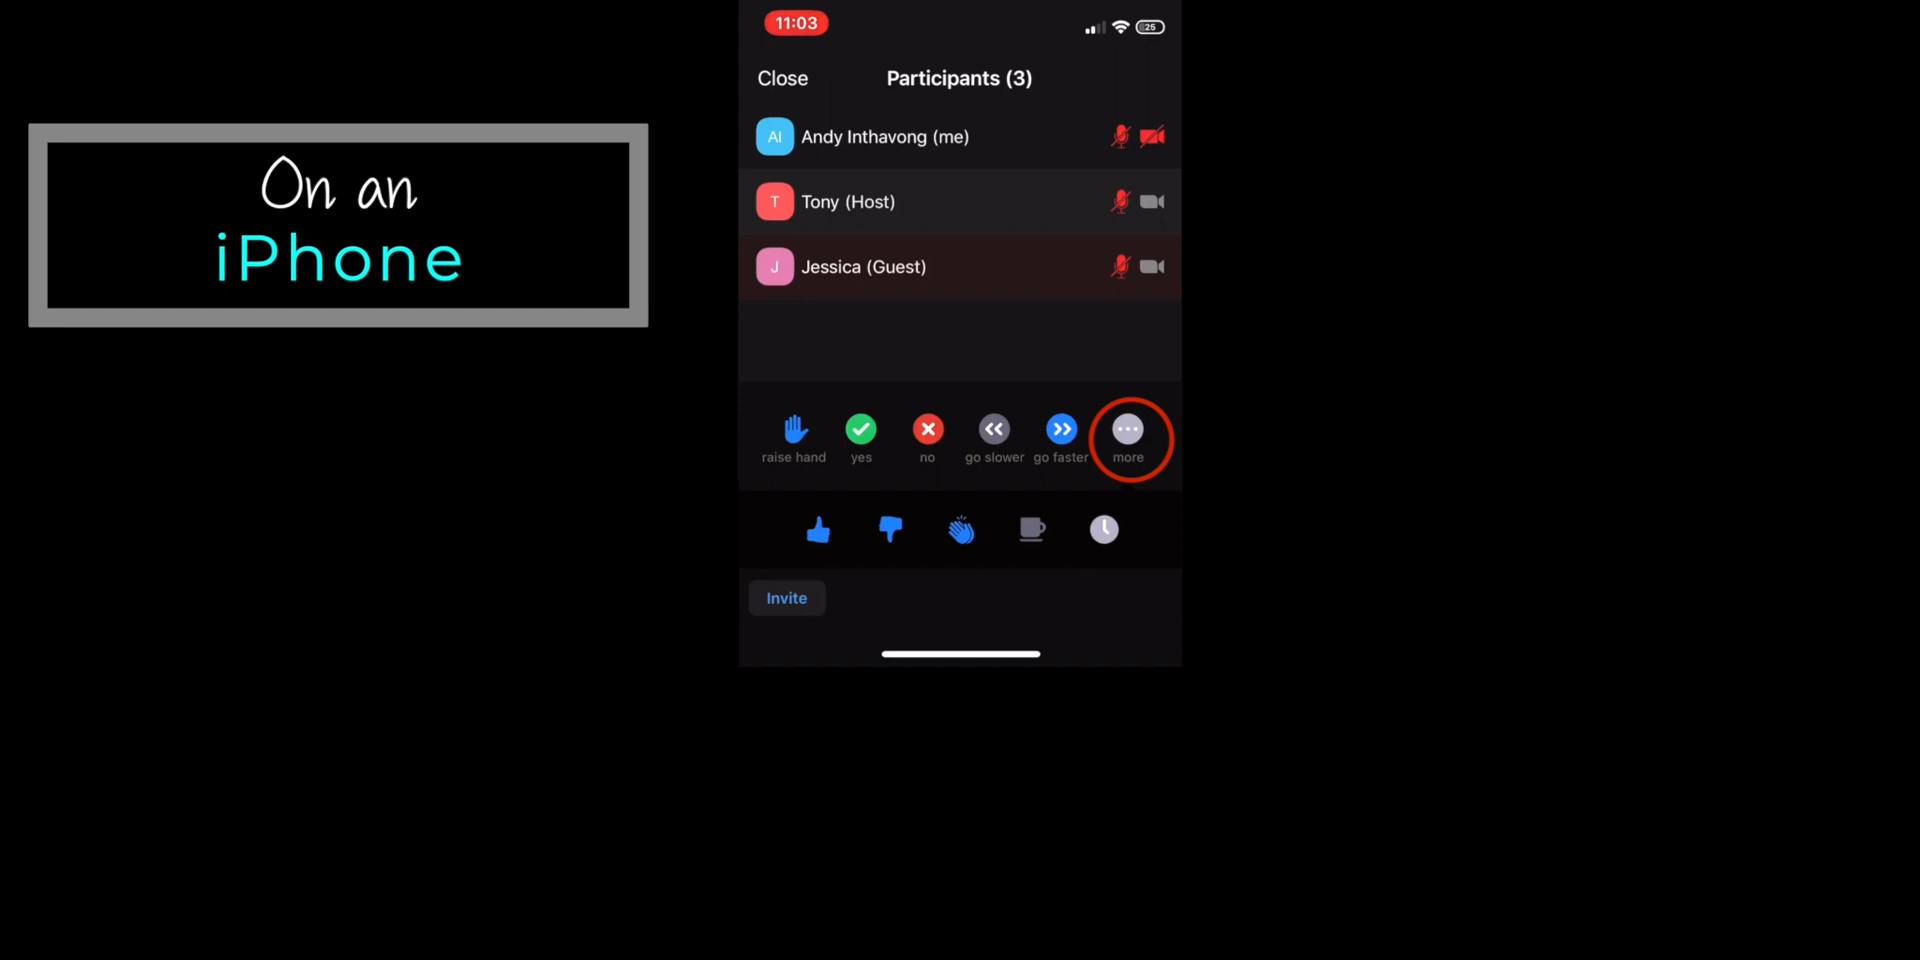 On an
iPhone
11:03
25
Close
Participants (3)
AI
Andy Inthavong (me)
T
Tony (Host)
J
Jessica (Guest)
raise hand
yes
no
go slower
go faster
more
Invite